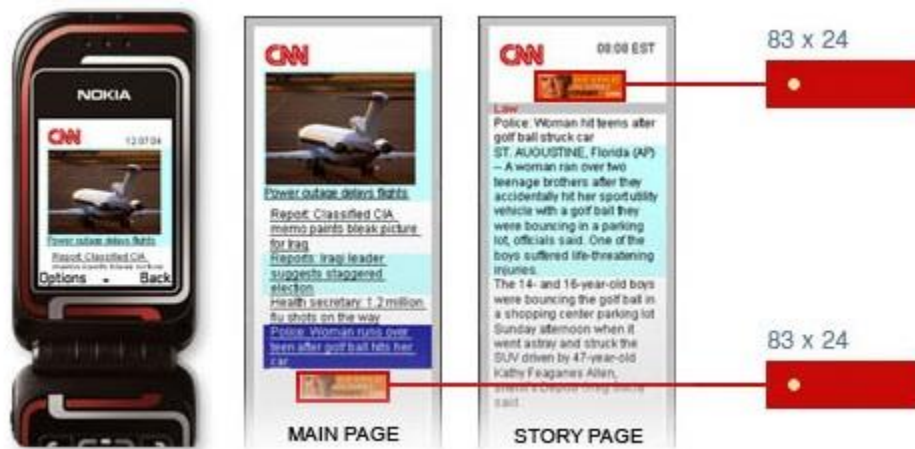 NOKIA
CNN
12.07.04
Power outage delays flights
Report: Classified CIA
memo paints bleak picture
Options
Back
CNN
Power outage delays flights
Report: Classified CIA
memo paints bleak picture
for Iraq
Reports: Iraqi leader
suggests staggered
election
Health secretary: 1.2 million
flu shots on the way
Police: Woman runs over
teen after golf ball hits her
car
MAIN PAGE
CNN
08:08 EST
Law
Police: Woman hit teens after
golf ball struck car
ST. AUGUSTINE, Florida (AP)
-- A woman ran over two
teenage brothers after they
accidentally hit her sport utility
vehicle with a golf ball they
were bouncing in a parking
lot, officials said. One of the
boys suffered life-threatening
injuries.
The 14- and 16-year-old boys
were bouncing the golf ball in
a shopping center parking lot
Sunday afternoon when it
went astray and struck the
SUV driven by 47-year-old
Kathy Feaganes Allen,
said.
STORY PAGE
83 x 24
83 x 24